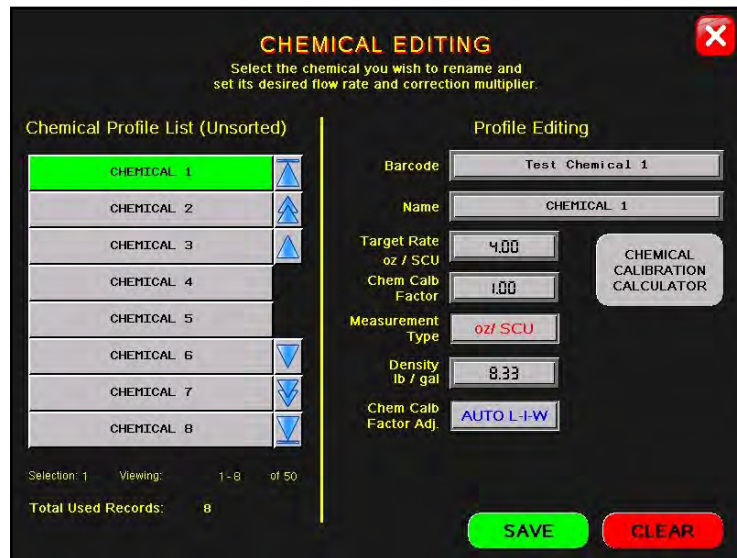 CHEMICAL EDITING
Select the chemical you wish to rename and
set its desired flow rate and correction multiplier.
Chemical Profile List (Unsorted)
CHEMICAL 1
CHEMICAL 2
CHEMICAL 3
CHEMICAL 4
CHEMICAL 5
CHEMICAL 6
CHEMICAL 7
CHEMICAL 8
Selection: 1 Viewing: 1 - 8 of 50
Total Used Records: 8
Profile Editing
Barcode Test Chemical 1
Name CHEMICAL 1
Target Rate
oz / SCU
4.00
Chem Calb
Factor
1.00
CHEMICAL
CALIBRATION
CALCULATOR
Measurement
Type
oz/ SCU
Density
lb / gal
8.33
Chem Calb
Factor Adj.
AUTO L-I-W
SAVE
CLEAR